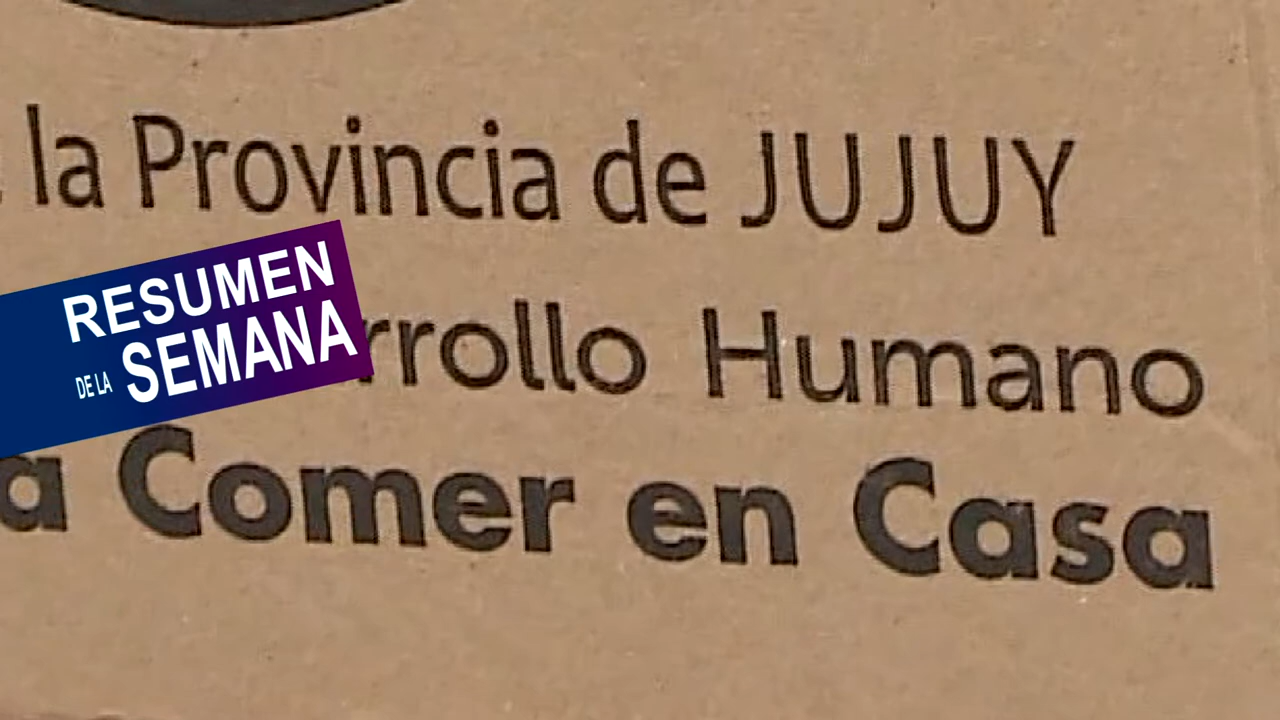 la Provincia de JUJUY
RESUMEN
DE LA SEMANA
rrollo Humano
a Comer en Casa